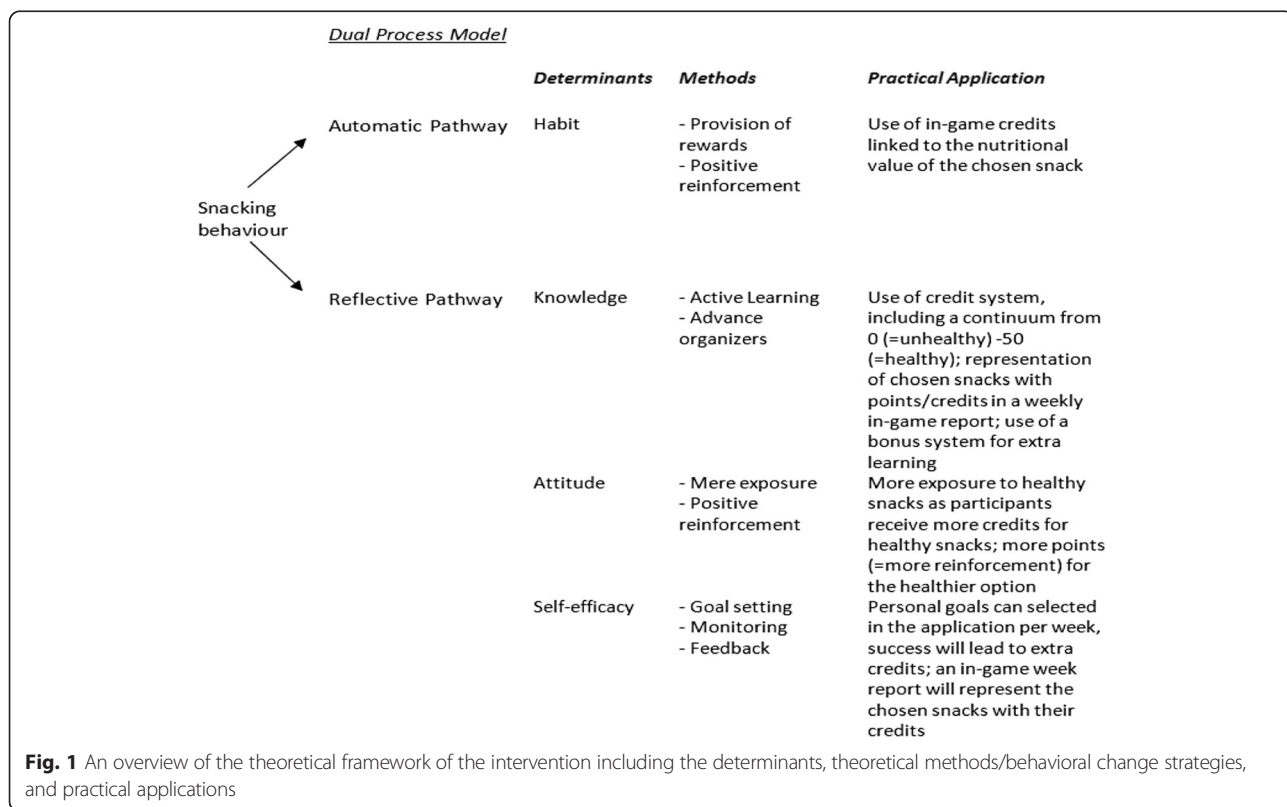 Dual Process Model
Determinants Methods Practical Application
Automatic Pathway Habit - Provision of Use of in-game credits
rewards linked to the nutritional
- Positive value of the chosen snack
reinforcement
Snacking
behaviour
Reflective Pathway Knowledge - Active Learning Use of credit system,
- Advance including a continuum from
organizers 0 (=unhealthy) -50
(=healthy); representation
of chosen snacks with
points/credits in a weekly
in-game report; use of a
bonus system for extra
learning
Attitude - Mere exposure More exposure to healthy
- Positive snacks as participants
reinforcement receive more credits for
healthy snacks; more points
(=more reinforcement) for
the healthier option
Self-efficacy - Goal setting Personal goals can selected
- Monitoring in the application per week,
- Feedback success will lead to extra
credits; an in-game week
report will represent the
chosen snacks with their
credits
Fig. 1 An overview of the theoretical framework of the intervention including the determinants, theoretical methods/behavioral change strategies,
and practical applications